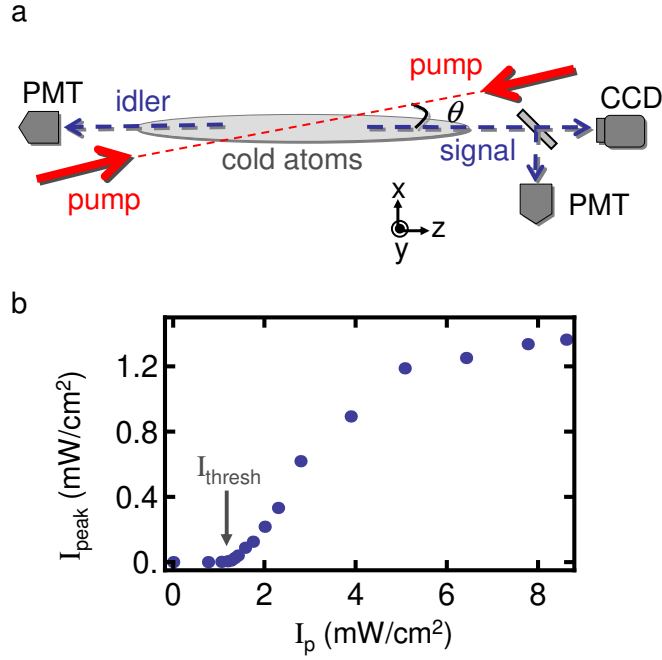 a
pump
PMT
idler
θ
CCD
cold atoms
signal
pump
PMT
x
z
y
b
I_peak (mW/cm²)
1.2
0.8
0.4
0.
I_thresh
0 2 4 6 8
I_p (mW/cm²)